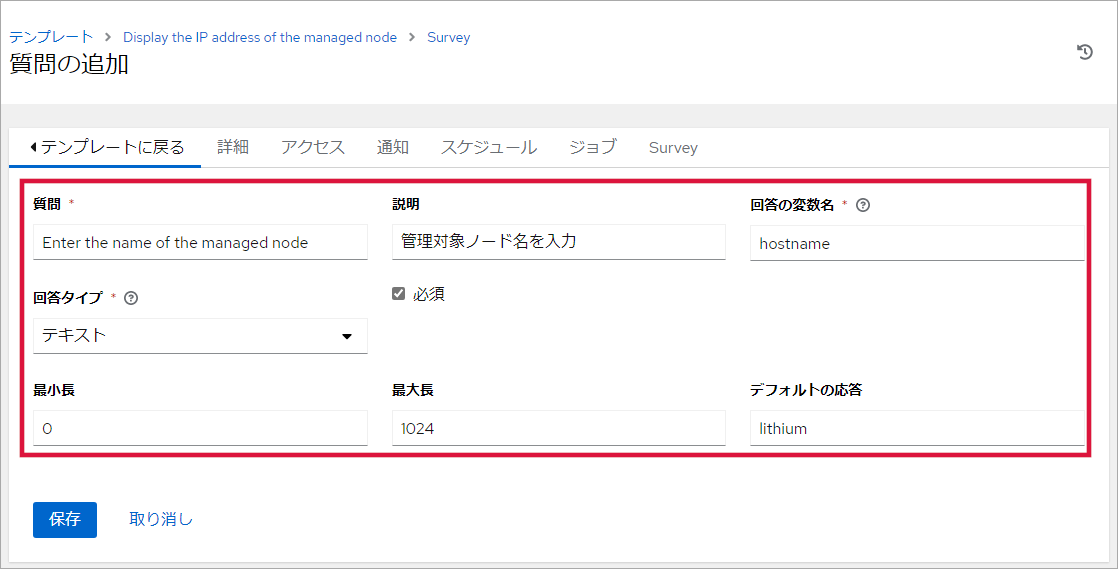 テンプレート > Display the IP address of the managed node > Survey
質問の追加
テンプレートに戻る 詳細 アクセス 通知 スケジュール ジョブ Survey
質問 * 説明 回答の変数名 *
Enter the name of the managed node 管理対象ノード名を入力 hostname
回答タイプ * 必須
テキスト
最小長 最大長 デフォルトの応答
0 1024 lithium
保存 取り消し